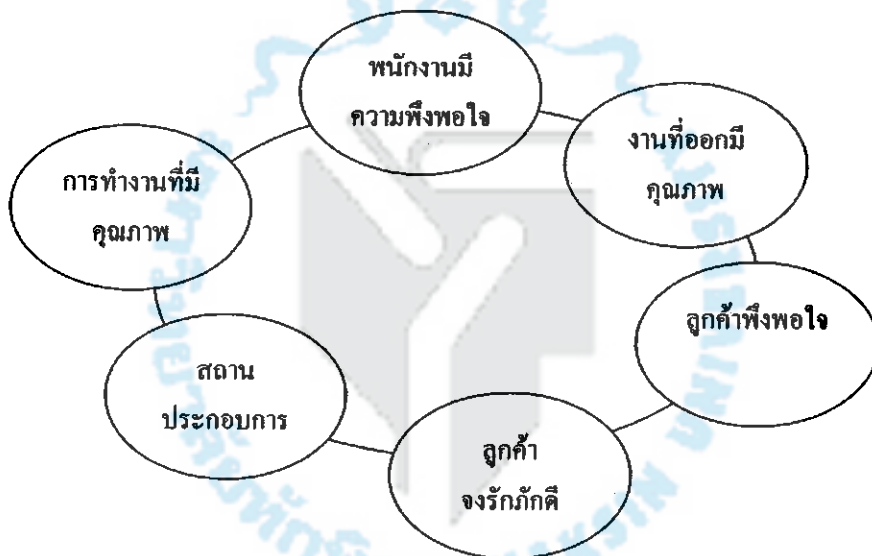 พนักงานมี
ความพึงพอใจ
งานที่ออกมี
คุณภาพ
ลูกค้าพึงพอใจ
ลูกค้า
จงรักภักดี
สถาน
ประกอบการ
การทำงานที่มี
คุณภาพ